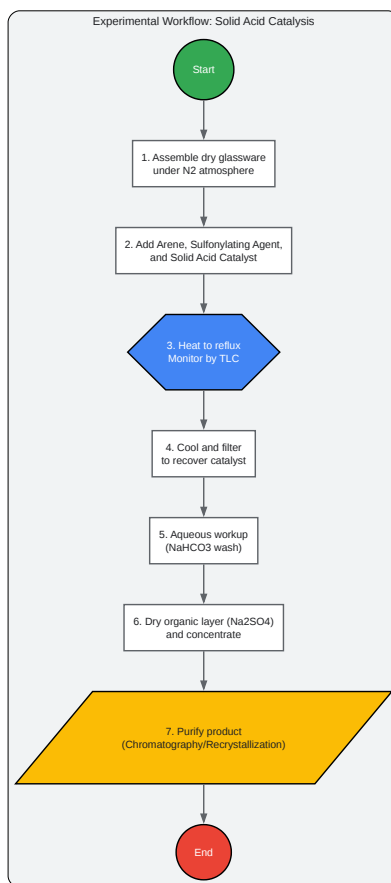 Experimental Workflow: Solid Acid Catalysis
Start
1. Assemble dry glassware
under N2 atmosphere
2. Add Arene, Sulfonylating Agent,
and Solid Acid Catalyst
3. Heat to reflux
Monitor by TLC
4. Cool and filter
to recover catalyst
5. Aqueous workup
(NaHCO3 wash)
6. Dry organic layer (Na2SO4)
and concentrate
7. Purify product
(Chromatography/Recrystallization)
End